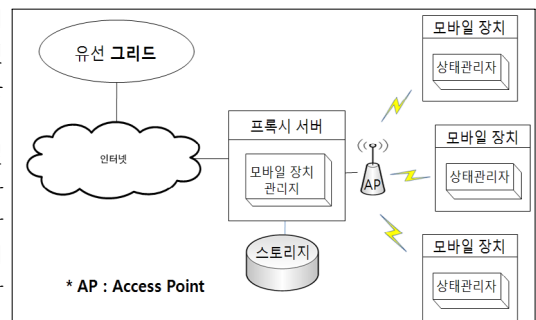 유선 그리드
인터넷
프록시 서버
모바일 장치
관리지
스토리지
AP
모바일 장치
상태관리자
모바일 장치
상태관리자
모바일 장치
상태관리자
* AP : Access Point